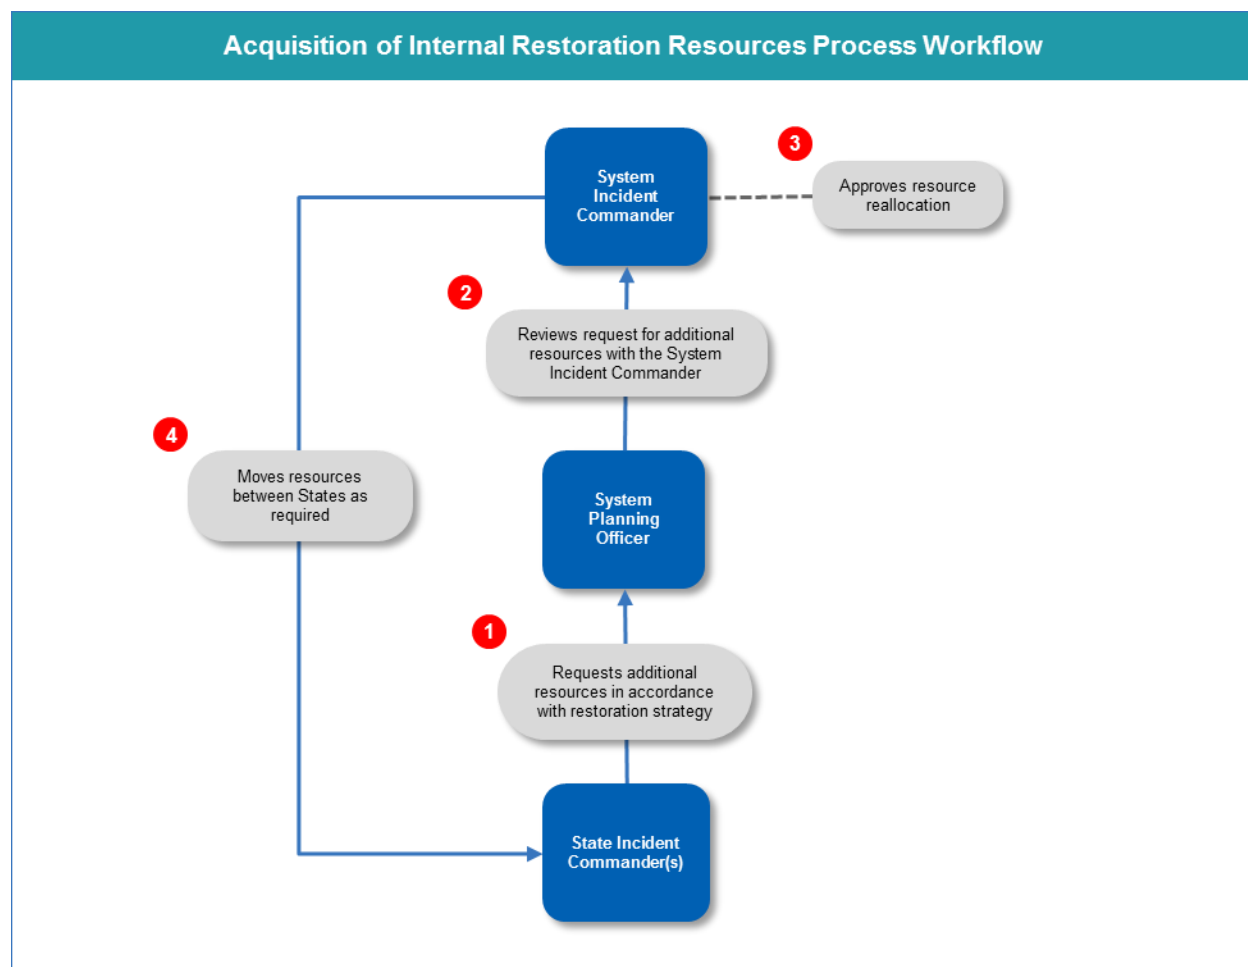 Acquisition of Internal Restoration Resources Process Workflow
3
System
Incident
Commander
Approves resource
reallocation
2
Reviews request for additional
resources with the System
Incident Commander
4
Moves resources
between States as
required
System
Planning
Officer
1
Requests additional
resources in accordance
with restoration strategy
State Incident
Commander(s)